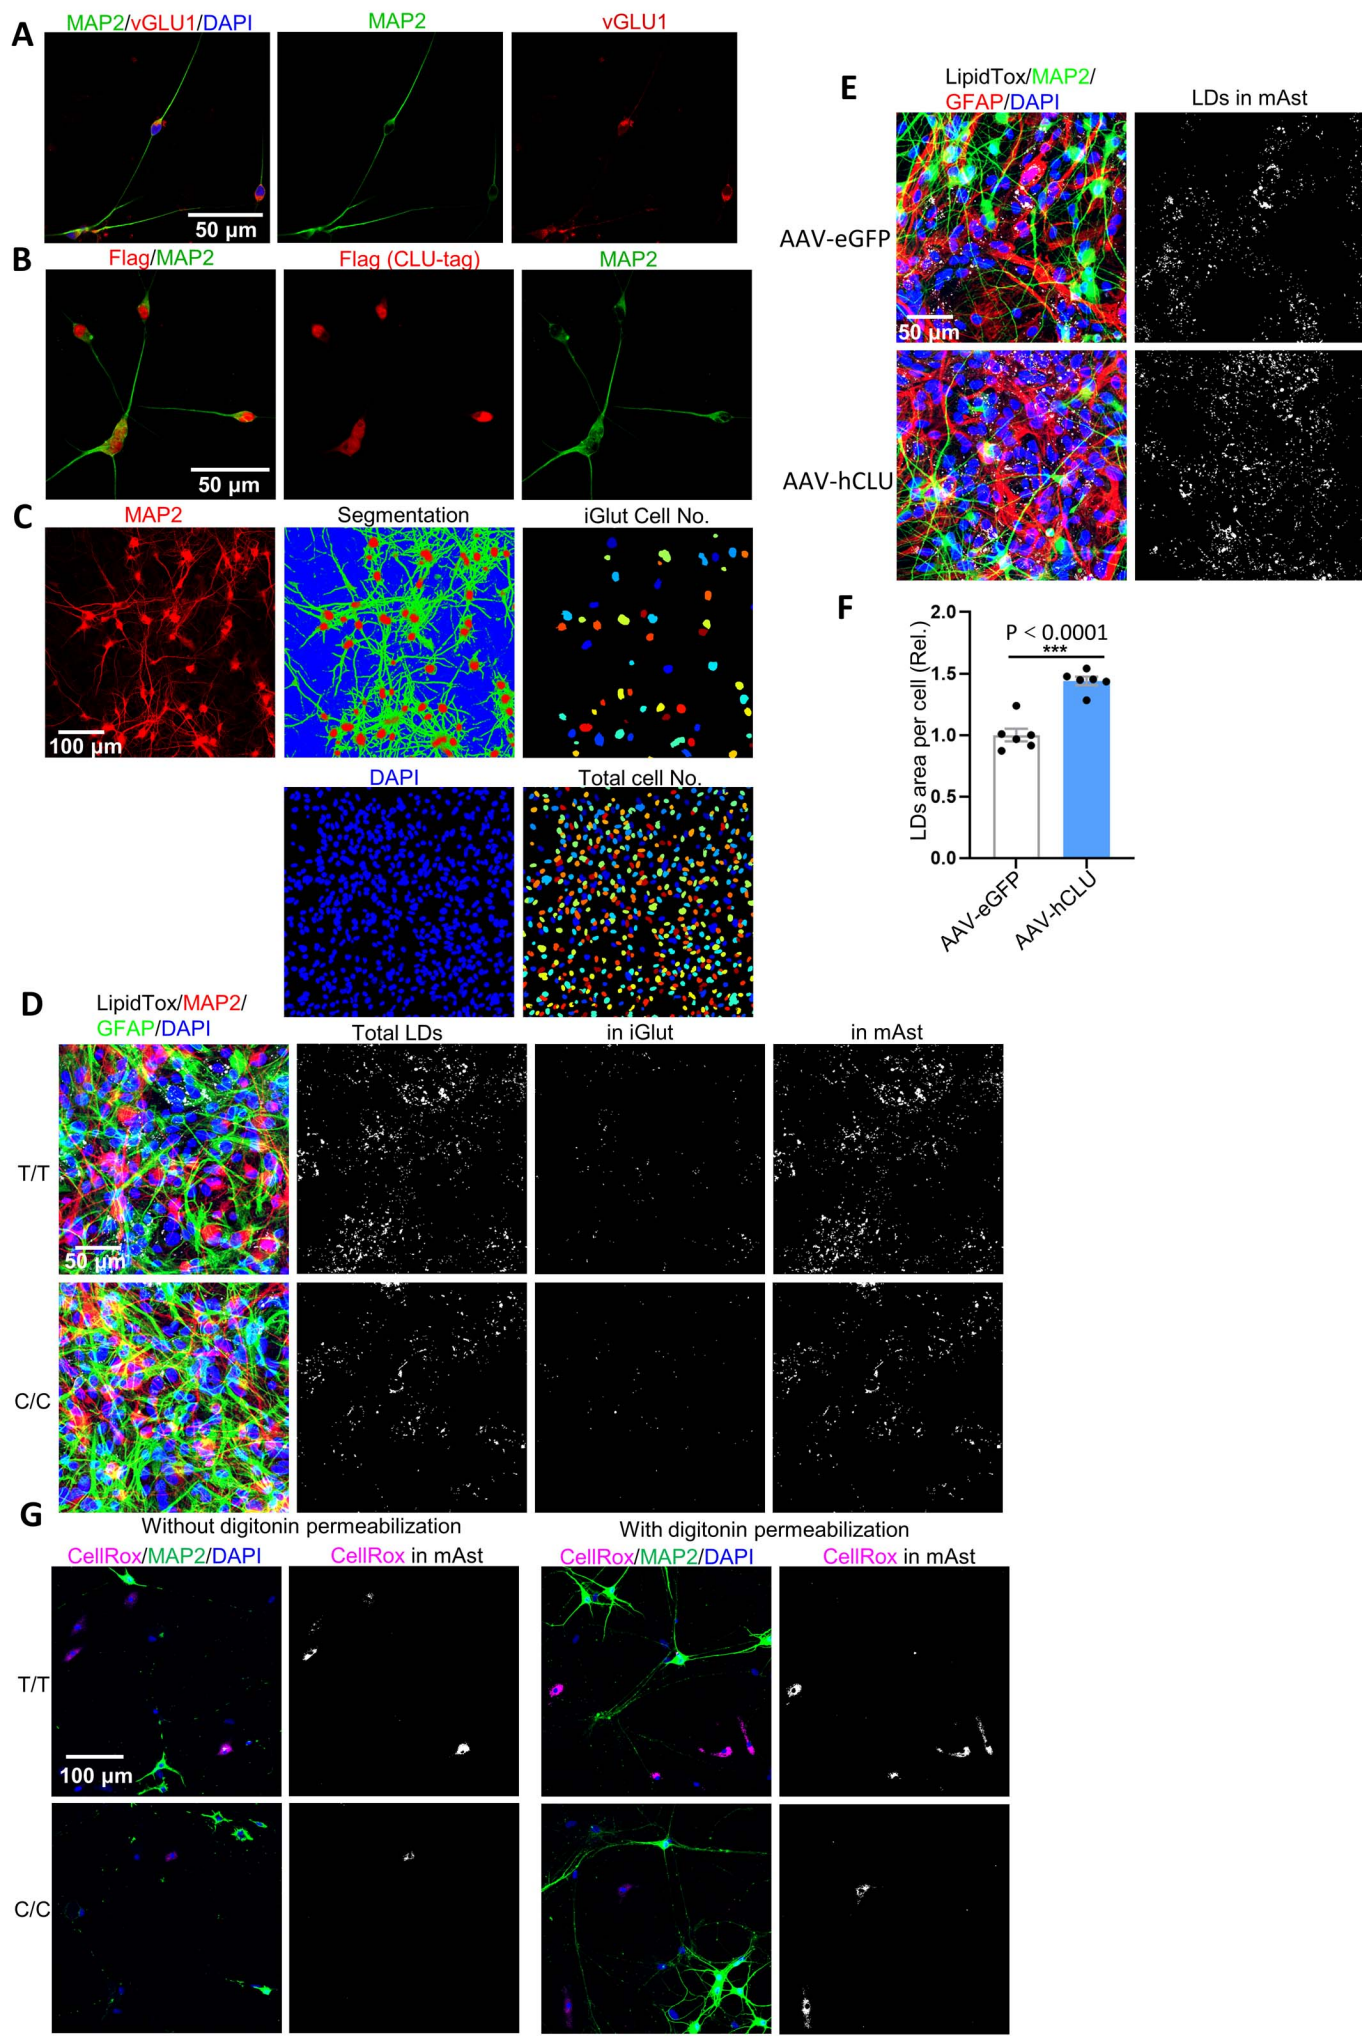 A
MAP2/vGLU1/DAPI
MAP2
vGLU1
50 µm
B
Flag/MAP2
Flag (CLU-tag)
MAP2
50 µm
C
MAP2
Segmentation
iGlut Cell No.
100 µm
DAPI
Total cell No.
D
LipidTox/MAP2/
GFAP/DAPI
Total LDs
in iGlut
in mAst
T/T
50 µm
C/C
E
LipidTox/MAP2/
GFAP/DAPI
LDs in mAst
AAV-eGFP
50 µm
AAV-hCLU
F
LDs area per cell (Rel.)
2.0
1.5
1.0
0.5
0.0
P < 0.0001
***
AAV-eGFP
AAV-hCLU
G
Without digitonin permeabilization
With digitonin permeabilization
CellRox/MAP2/DAPI
CellRox in mAst
CellRox/MAP2/DAPI
CellRox in mAst
T/T
100 µm
C/C